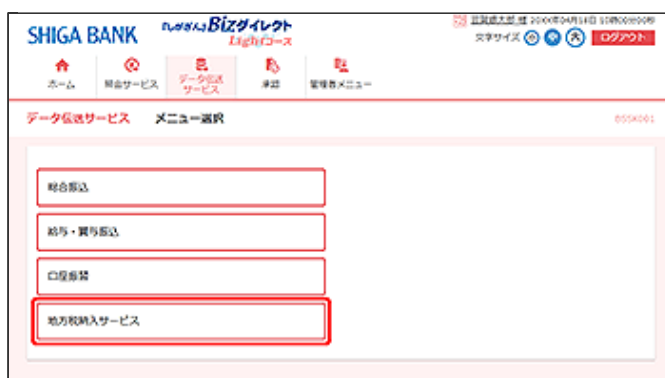 SHIGA BANK
〈しがぎん〉Bizダイレクト
Lightコース
文字サイズ 小 中 大 ログアウト
ホーム 照会サービス データ伝送サービス 承認 管理者メニュー
データ伝送サービス メニュー選択 BSSK001
総合振込
給与・賞与振込
口座振替
地方税納入サービス